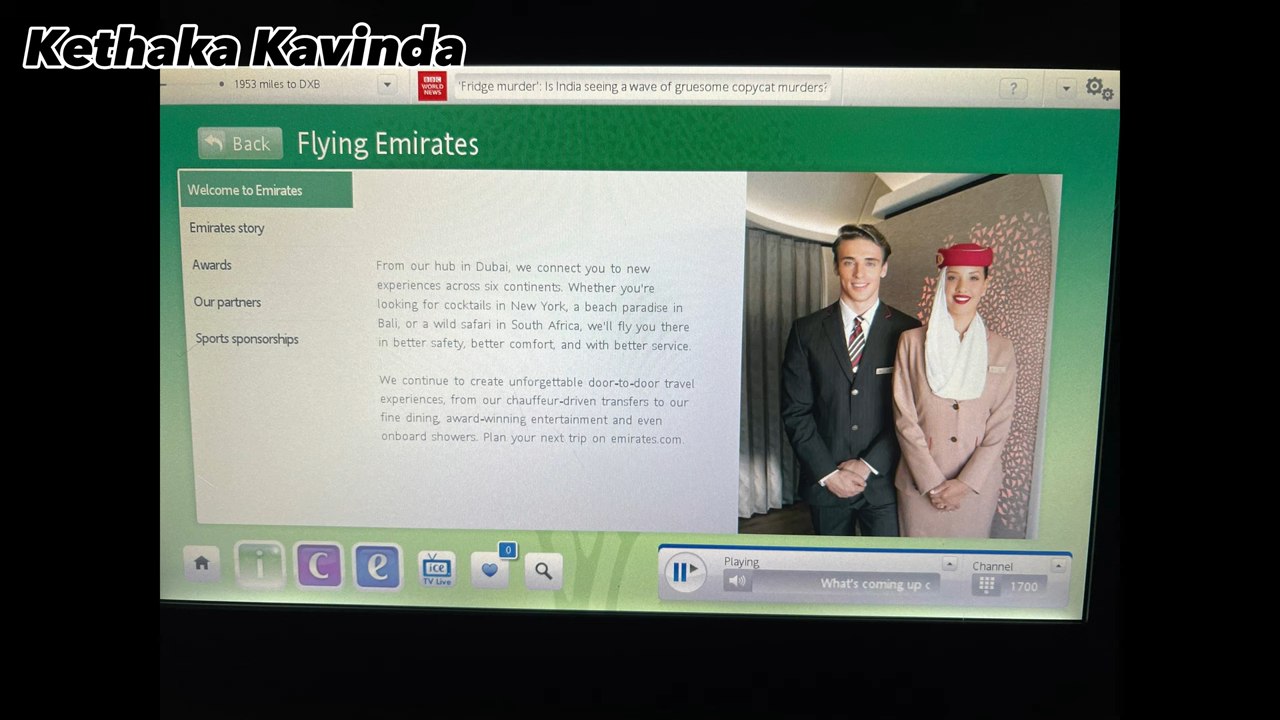 Kethaka Kavinda
1953 miles to DXB
BBC
WORLD
NEWS
'Fridge murder': Is India seeing a wave of gruesome copycat murders?
?
Back
Flying Emirates
Welcome to Emirates
Emirates story
Awards
Our partners
Sports sponsorships
From our hub in Dubai, we connect you to new
experiences across six continents. Whether you're
looking for cocktails in New York, a beach paradise in
Bali, or a wild safari in South Africa, we'll fly you there
in better safety, better comfort, and with better service.
We continue to create unforgettable door-to-door travel
experiences, from our chauffeur-driven transfers to our
fine dining, award-winning entertainment and even
onboard showers. Plan your next trip on emirates.com.
i
c
e
ice
TV Live
0
Playing
What's coming up c
Channel
1700